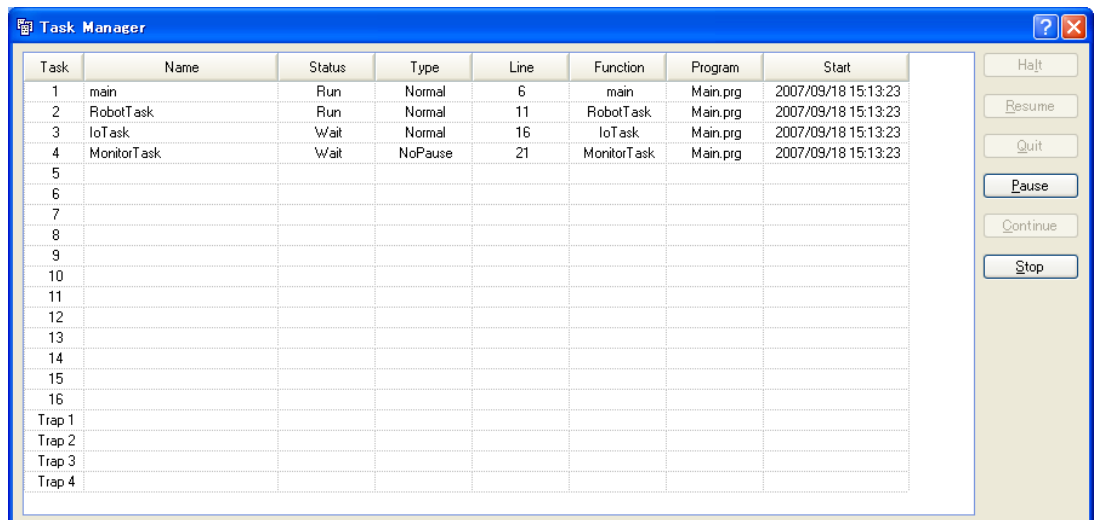 Task Manager
Task Name Status Type Line Function Program Start
1 main Run Normal 6 main Main.prg 2007/09/18 15:13:23
2 RobotTask Run Normal 11 RobotTask Main.prg 2007/09/18 15:13:23
3 IoTask Wait Normal 16 IoTask Main.prg 2007/09/18 15:13:23
4 MonitorTask Wait NoPause 21 MonitorTask Main.prg 2007/09/18 15:13:23
5
6
7
8
9
10
11
12
13
14
15
16
Trap 1
Trap 2
Trap 3
Trap 4
Halt
Resume
Quit
Pause
Continue
Stop